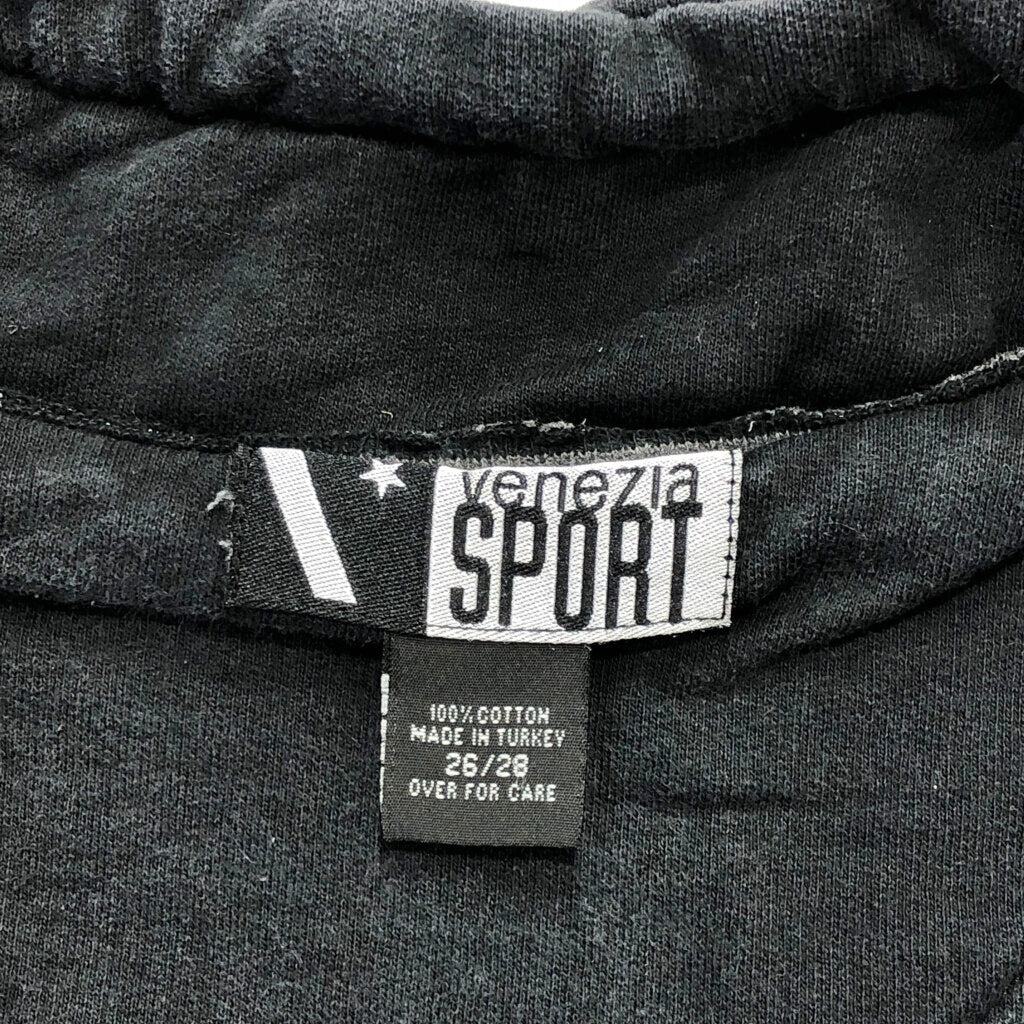 venezia
SPORT
100% COTTON
MADE IN TURKEY
26/28
OVER FOR CARE